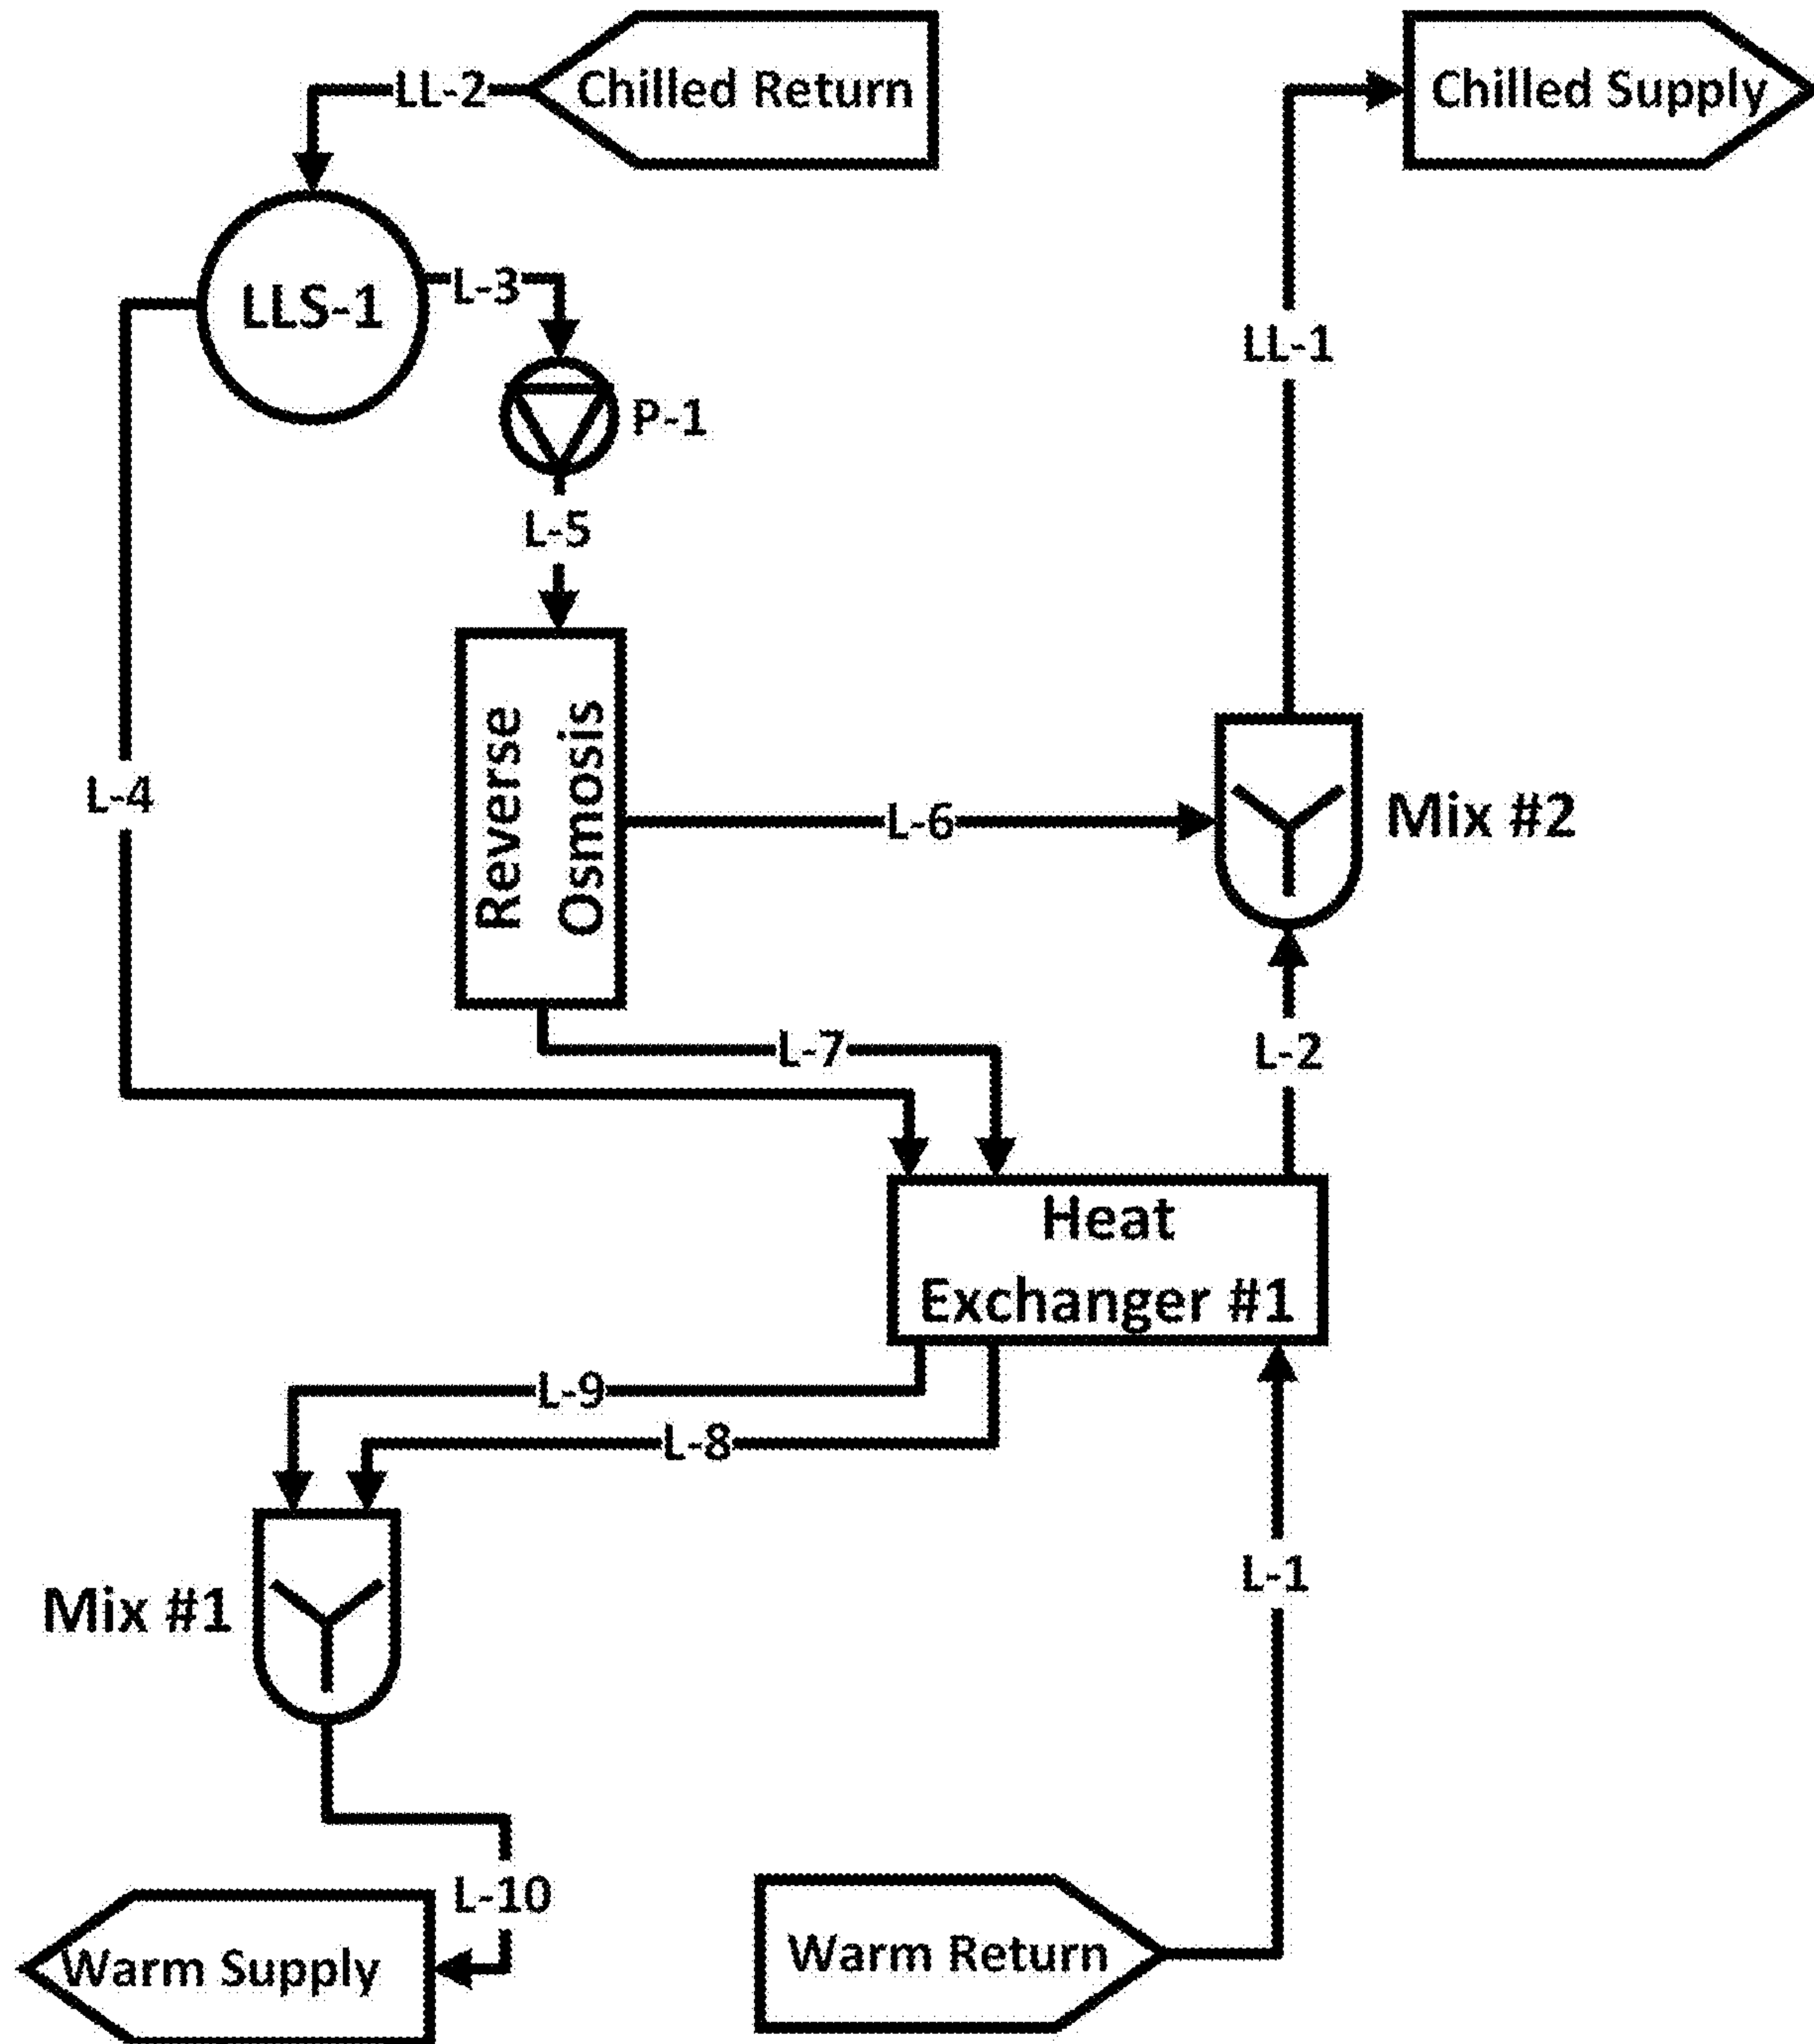 LL-2
Chilled Return
Chilled Supply
LLS-1
L-3
LL-1
P-1
L-5
Reverse
Osmosis
L-4
L-6
Mix #2
L-7
L-2
Heat
Exchanger #1
L-9
L-8
L-1
Mix #1
L-10
Warm Supply
Warm Return